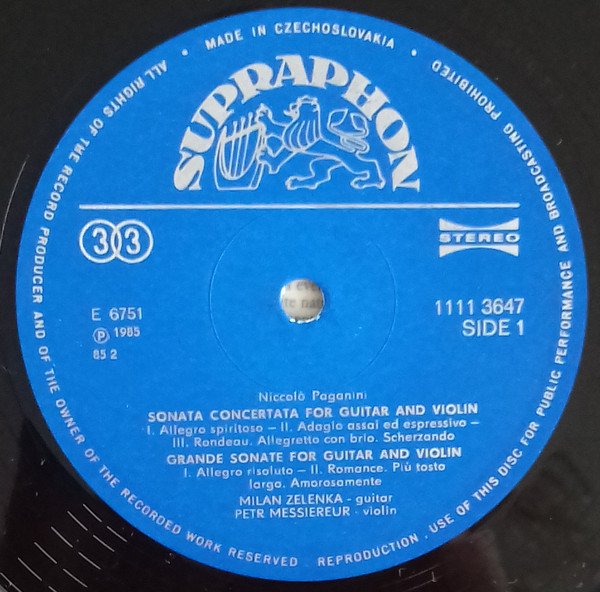 ALL RIGHTS OF THE RECORD PRODUCER AND OF THE OWNER OF THE RECORDED WORK RESERVED . REPRODUCTION . USE OF THIS DISC FOR PUBLIC PERFORMANCE AND BROADCASTING PROHIBITED
• MADE IN CZECHOSLOVAKIA •
SUPRAPHON
33
STEREO
E 6751
1111 3647
℗ 1985
SIDE 1
85 2
Niccolò Paganini
SONATA CONCERTATA FOR GUITAR AND VIOLIN
I. Allegro spiritoso – II. Adagio assai ed espressivo –
III. Rondeau. Allegretto con brio. Scherzando
GRANDE SONATE FOR GUITAR AND VIOLIN
I. Allegro risoluto – II. Romance. Più tosto
largo. Amorosamente
MILAN ZELENKA - guitar
PETR MESSIEREUR - violin